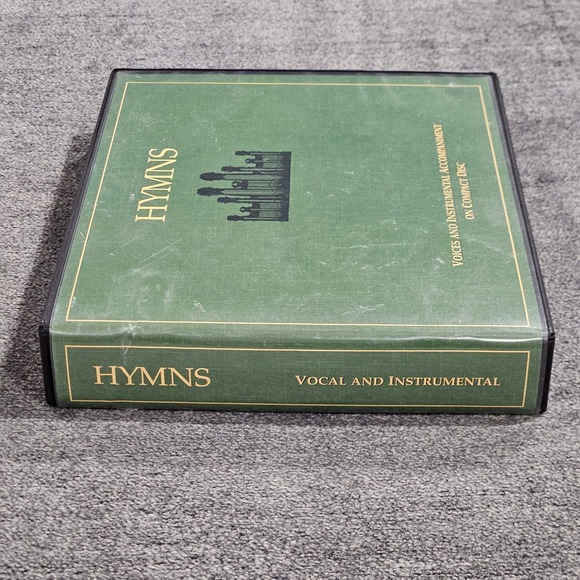 HYMNS
VOICES AND INSTRUMENTAL ACCOMPANIMENT
ON COMPACT DISC
HYMNS
VOCAL AND INSTRUMENTAL